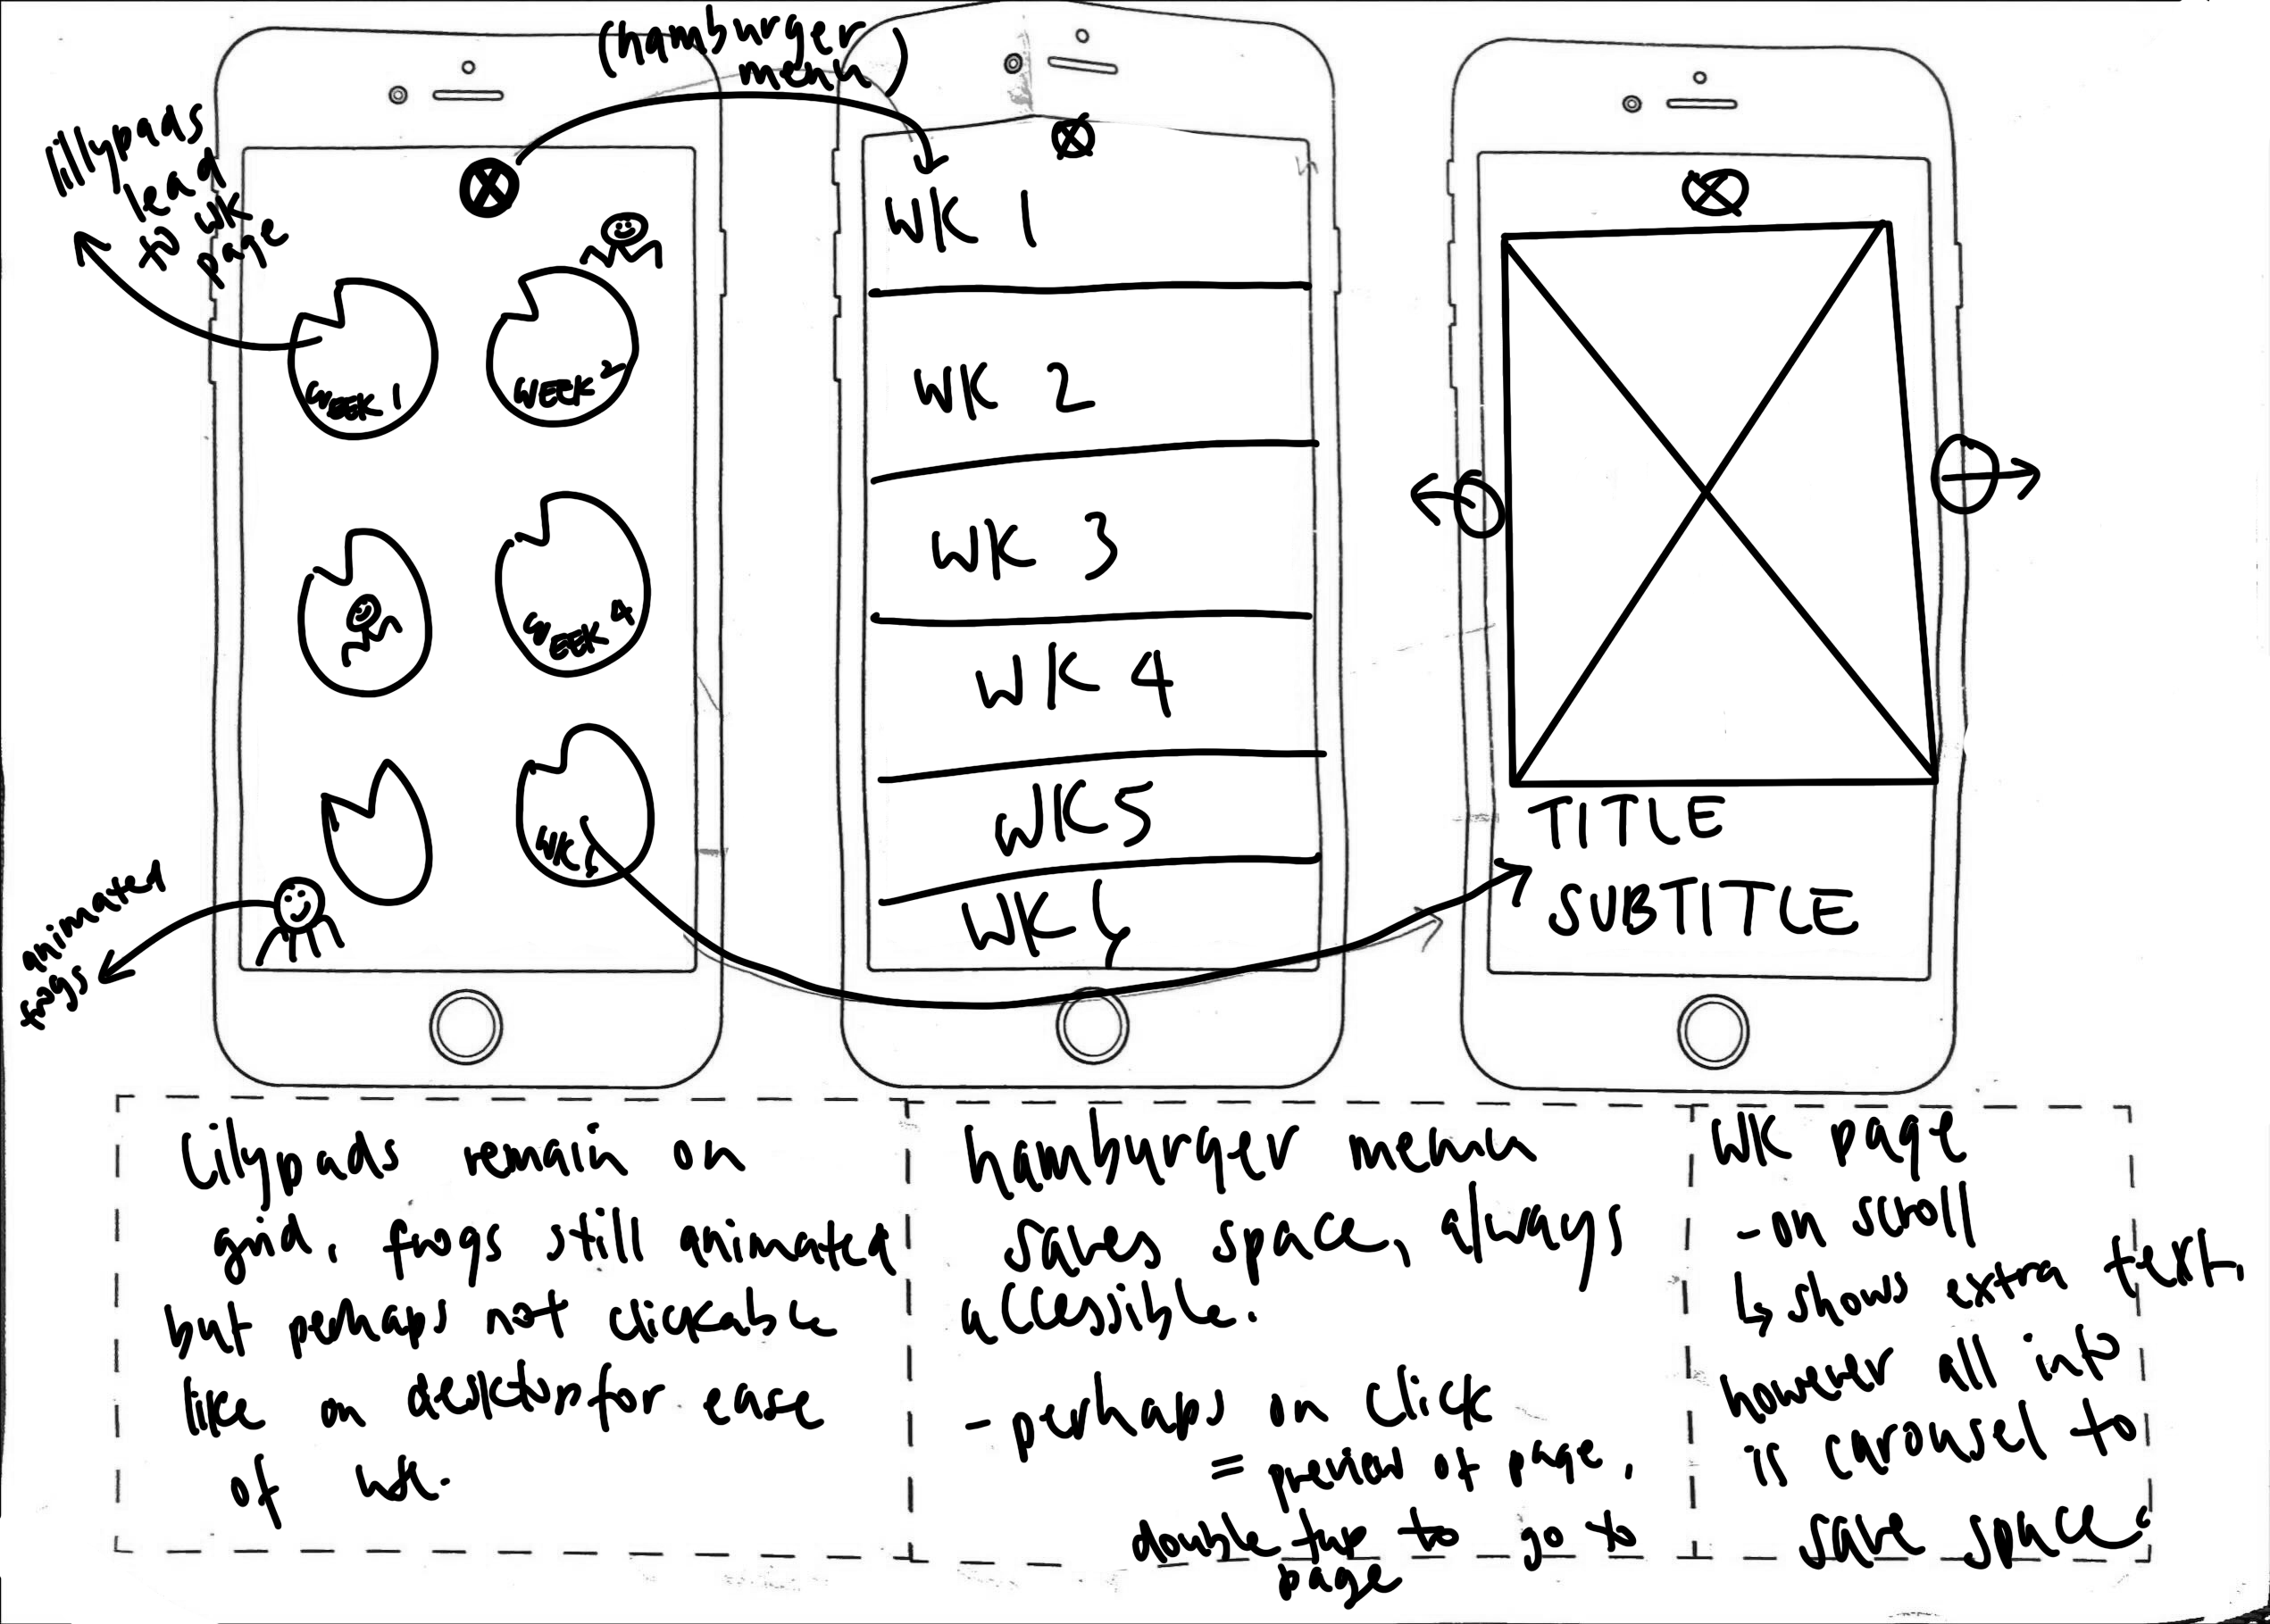 (hamburger
menu)
lillypads
lead
to WK
page
WEEK 1
WEEK 2
WEEK 4
animated
frogs
WK 1
WK 2
WK 3
WK 4
WK 5
WK
TITLE
SUBTITLE
Lilypads remain on
grid, frogs still animated
but perhaps not clickable
like on desktop for ease
of use.
hamburger menu
saves space, always
accessible.
- perhaps on click
= preview of page,
double tap to go to
page
WK page
- on scroll
↳ shows extra text,
however all info
is carousel to
save space